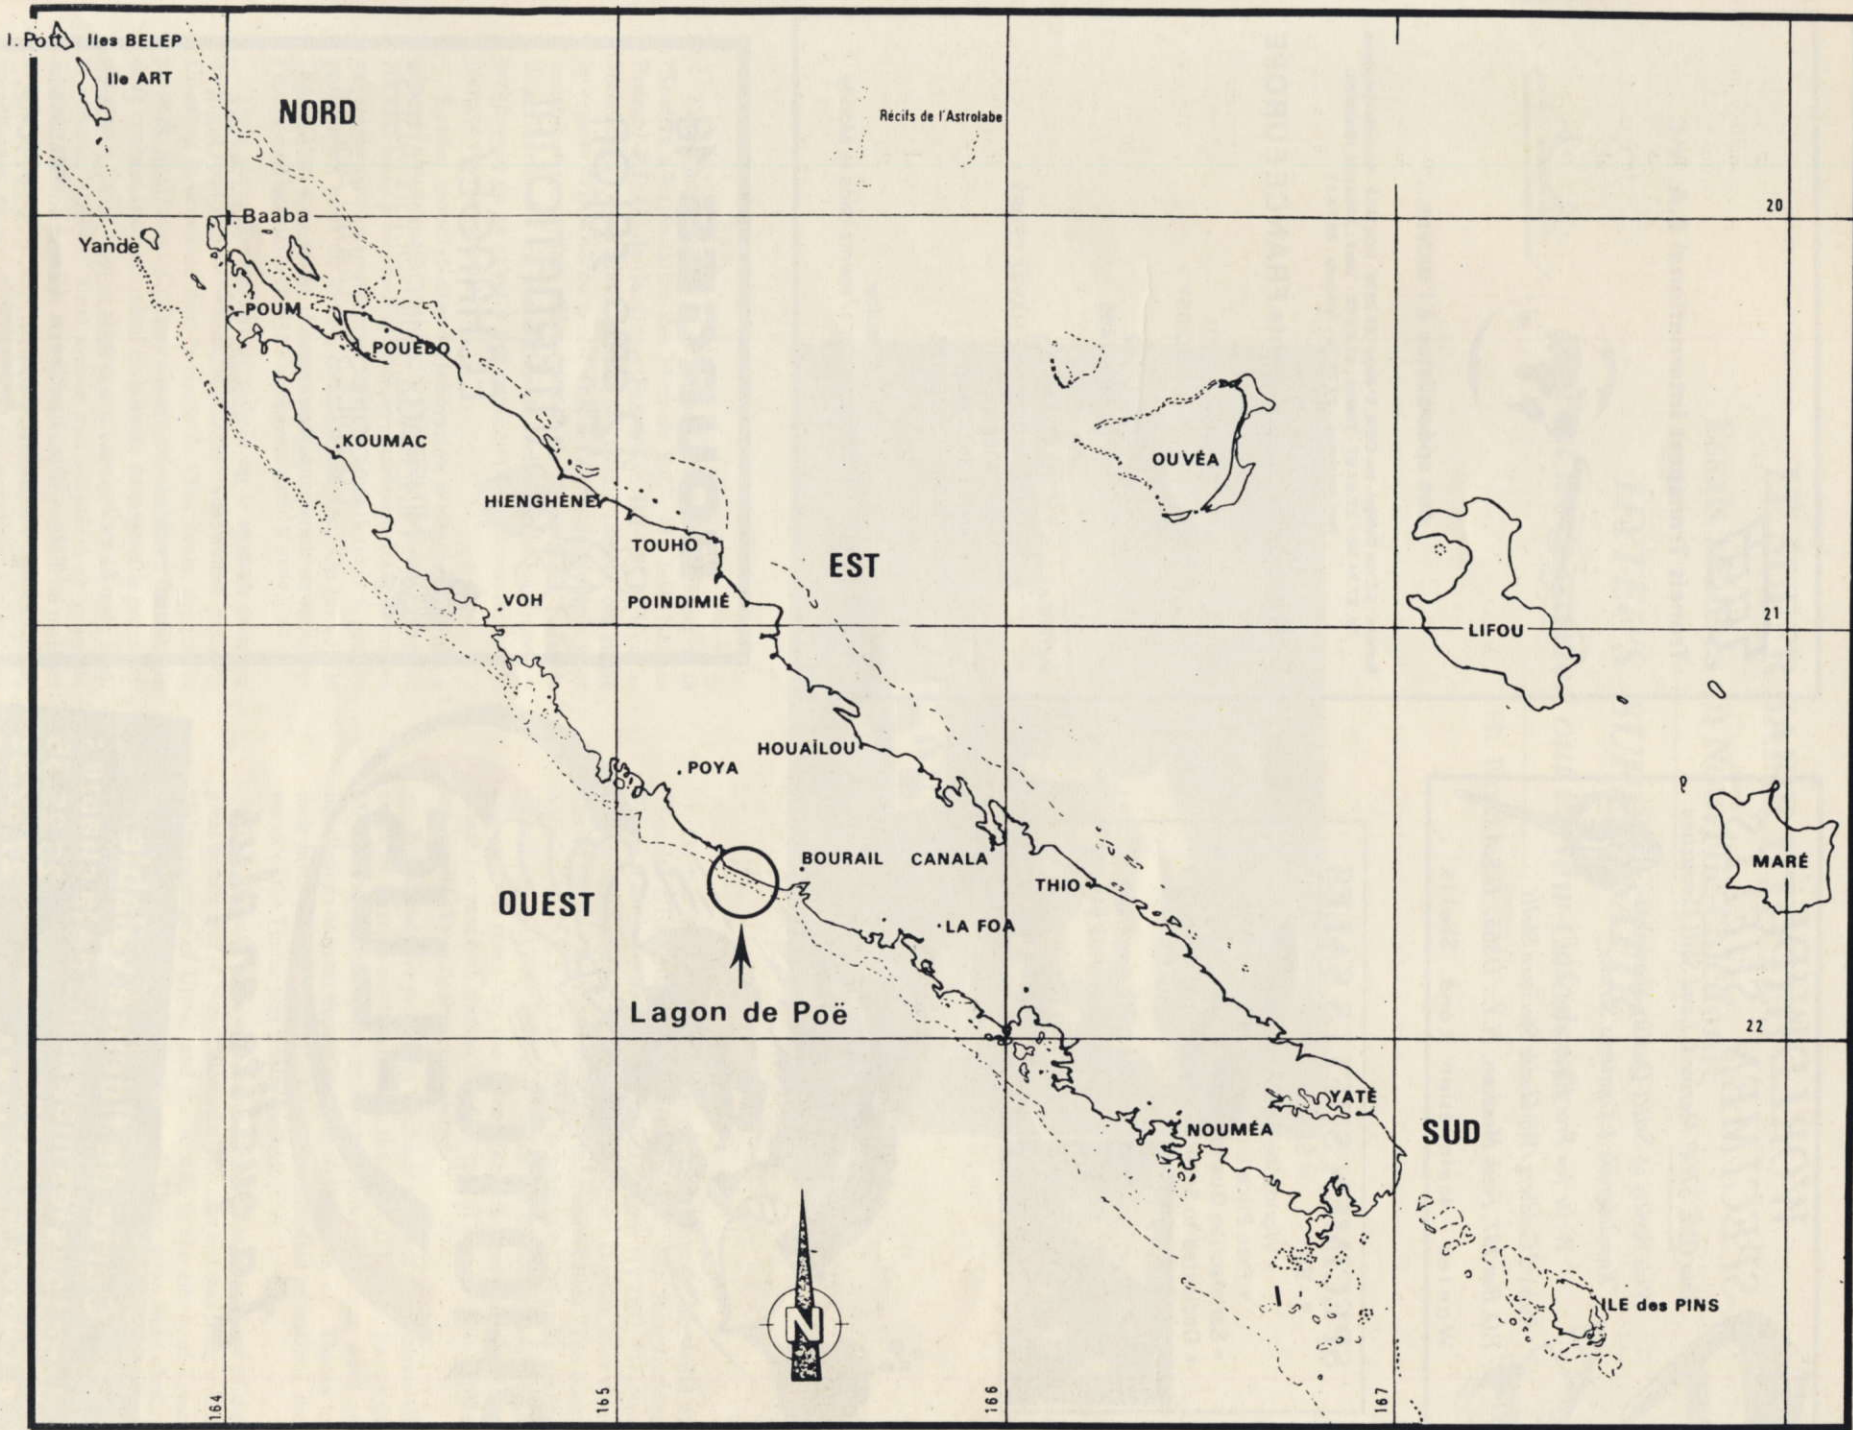 I. Pott Iles BELEP
Ile ART
NORD
Récifs de l'Astrolabe
I. Baaba
20
Yandé
POUM
POUÉBO
KOUMAC
OUVÉA
HIENGHÈNE
TOUHO
EST
VOH
POINDIMIÉ
21
LIFOU
HOUAÏLOU
POYA
BOURAIL
CANALA
MARÉ
THIO
OUEST
LA FOA
Lagon de Poë
22
YATÉ
NOUMÉA
SUD
ILE des PINS
N
164
165
166
167